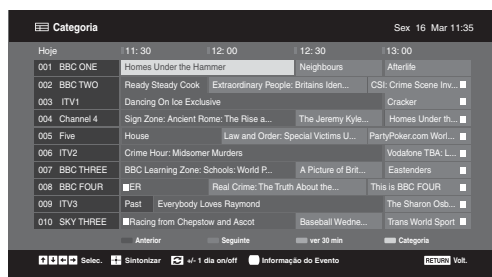 Categoria Sex 16 Mar 11:35
Hoje 11: 30 12: 00 12: 30 13: 00
001 BBC ONE Homes Under the Hammer Neighbours Afterlife
002 BBC TWO Ready Steady Cook Extraordinary People: Britains Iden... CSI: Crime Scene Inv...
003 ITV1 Dancing On Ice Exclusive Cracker
004 Channel 4 Sign Zone: Ancient Rome: The Rise a... The Jeremy Kyle... Homes Under th...
005 Five House Law and Order: Special Victims U... PartyPoker.com Worl...
006 ITV2 Crime Hour: Midsomer Murders Vodafone TBA: L...
007 BBC THREE BBC Learning Zone: Schools: World P... A Picture of Brit... Eastenders
008 BBC FOUR ER Real Crime: The Truth About the... This is BBC FOUR
009 ITV3 Past Everybody Loves Raymond The Sharon Osb...
010 SKY THREE Racing from Chepstow and Ascot Baseball Wedne... Trans World Sport
Anterior Seguinte ver 30 min Categoria
Selec. Sintonizar +/- 1 dia on/off Informação do Evento RETURN Volt.